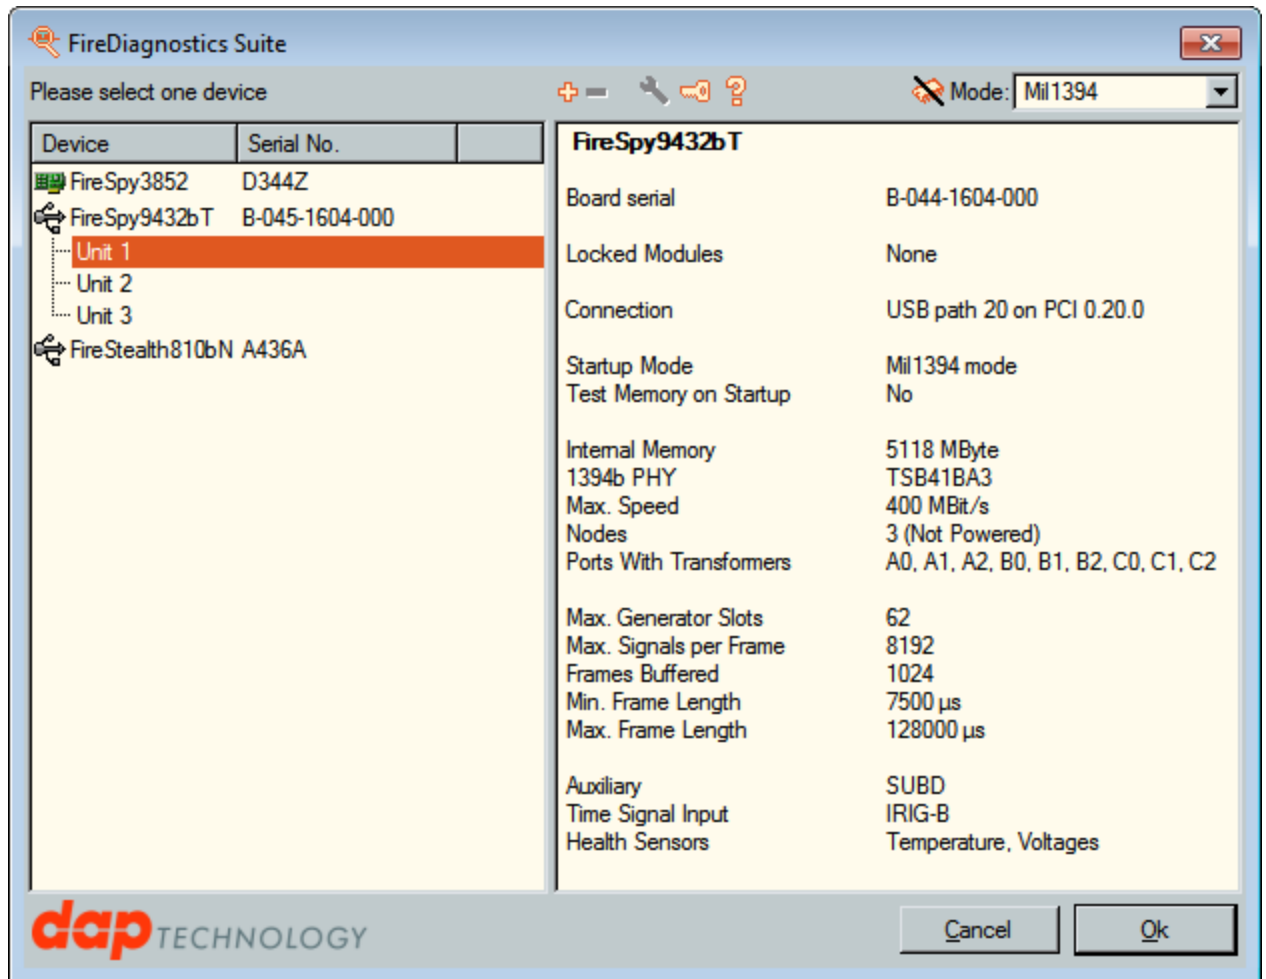 FireDiagnostics Suite
Please select one device
Mode: Mil1394
Device Serial No.
FireSpy3852 D344Z
FireSpy9432bT B-045-1604-000
Unit 1
Unit 2
Unit 3
FireStealth810bN A436A
FireSpy9432bT
Board serial B-044-1604-000
Locked Modules None
Connection USB path 20 on PCI 0.20.0
Startup Mode Mil1394 mode
Test Memory on Startup No
Internal Memory 5118 MByte
1394b PHY TSB41BA3
Max. Speed 400 MBit/s
Nodes 3 (Not Powered)
Ports With Transformers A0, A1, A2, B0, B1, B2, C0, C1, C2
Max. Generator Slots 62
Max. Signals per Frame 8192
Frames Buffered 1024
Min. Frame Length 7500 µs
Max. Frame Length 128000 µs
Auxiliary SUBD
Time Signal Input IRIG-B
Health Sensors Temperature, Voltages
dap TECHNOLOGY
Cancel Ok